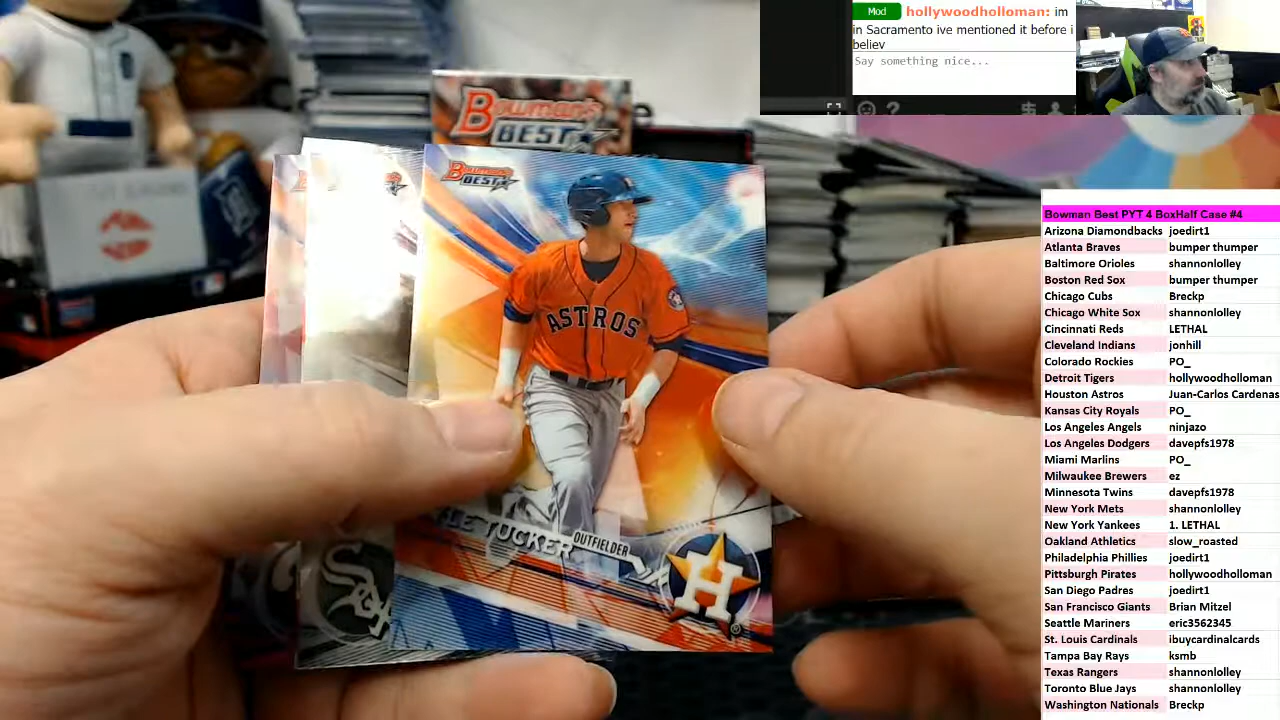 Mod hollywoodholloman: im
in Sacramento ive mentioned it before i
believ
Say something nice...
Bowman's
BEST
Bowman's
BEST
ASTROS
TUCKER
OUTFIELDER
H
Sox
Bowman Best PYT 4 BoxHalf Case #4
Arizona Diamondbacks joedirt1
Atlanta Braves bumper thumper
Baltimore Orioles shannonlolley
Boston Red Sox bumper thumper
Chicago Cubs Breckp
Chicago White Sox shannonlolley
Cincinnati Reds LETHAL
Cleveland Indians jonhill
Colorado Rockies PO_
Detroit Tigers hollywoodholloman
Houston Astros Juan-Carlos Cardenas
Kansas City Royals PO_
Los Angeles Angels ninjazo
Los Angeles Dodgers davepfs1978
Miami Marlins PO_
Milwaukee Brewers ez
Minnesota Twins davepfs1978
New York Mets shannonlolley
New York Yankees 1. LETHAL
Oakland Athletics slow_roasted
Philadelphia Phillies joedirt1
Pittsburgh Pirates hollywoodholloman
San Diego Padres joedirt1
San Francisco Giants Brian Mitzel
Seattle Mariners eric3562345
St. Louis Cardinals ibuycardinalcards
Tampa Bay Rays ksmb
Texas Rangers shannonlolley
Toronto Blue Jays shannonlolley
Washington Nationals Breckp